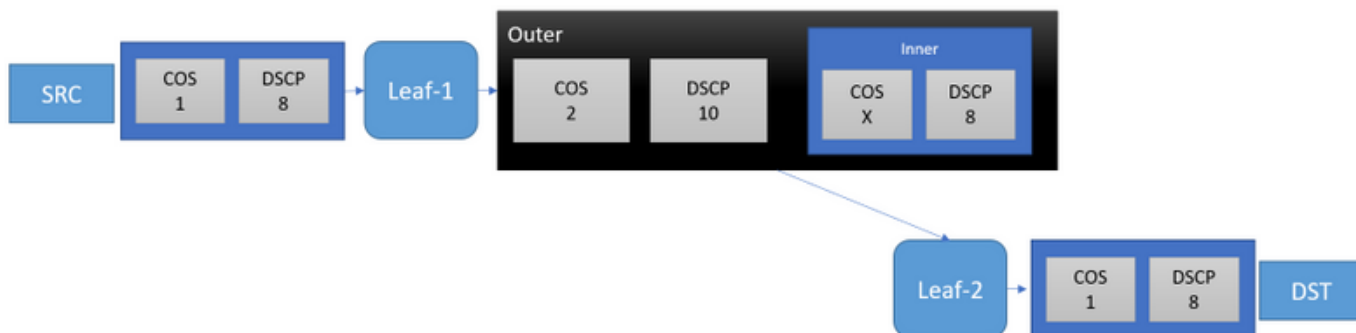 SRC
COS
1
DSCP
8
Leaf-1
Outer
COS
2
DSCP
10
Inner
COS
X
DSCP
8
Leaf-2
COS
1
DSCP
8
DST